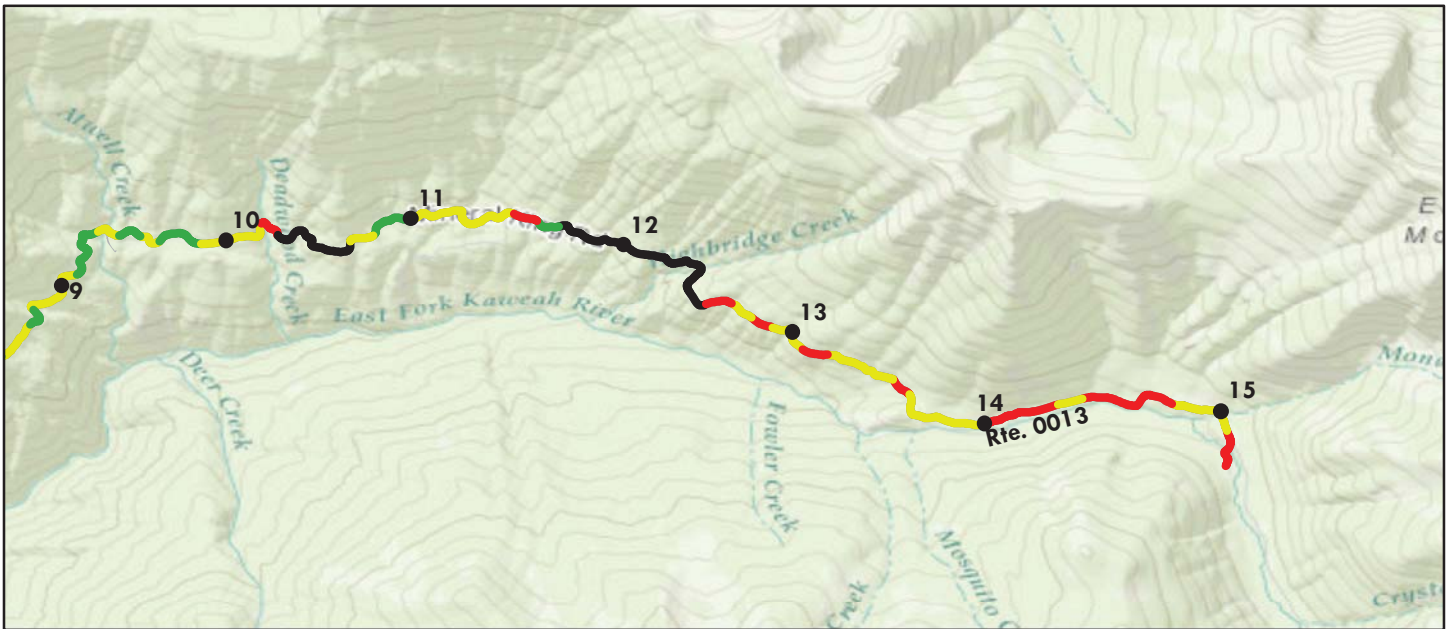 Atwell Creek
Deadwood Creek
9
10
11
12
East Fork Kaweah River
Deer Creek
13
14
15
Rte. 0013
Fowler Creek
Creek
Mosquito C
E
M
Mon
Cryst